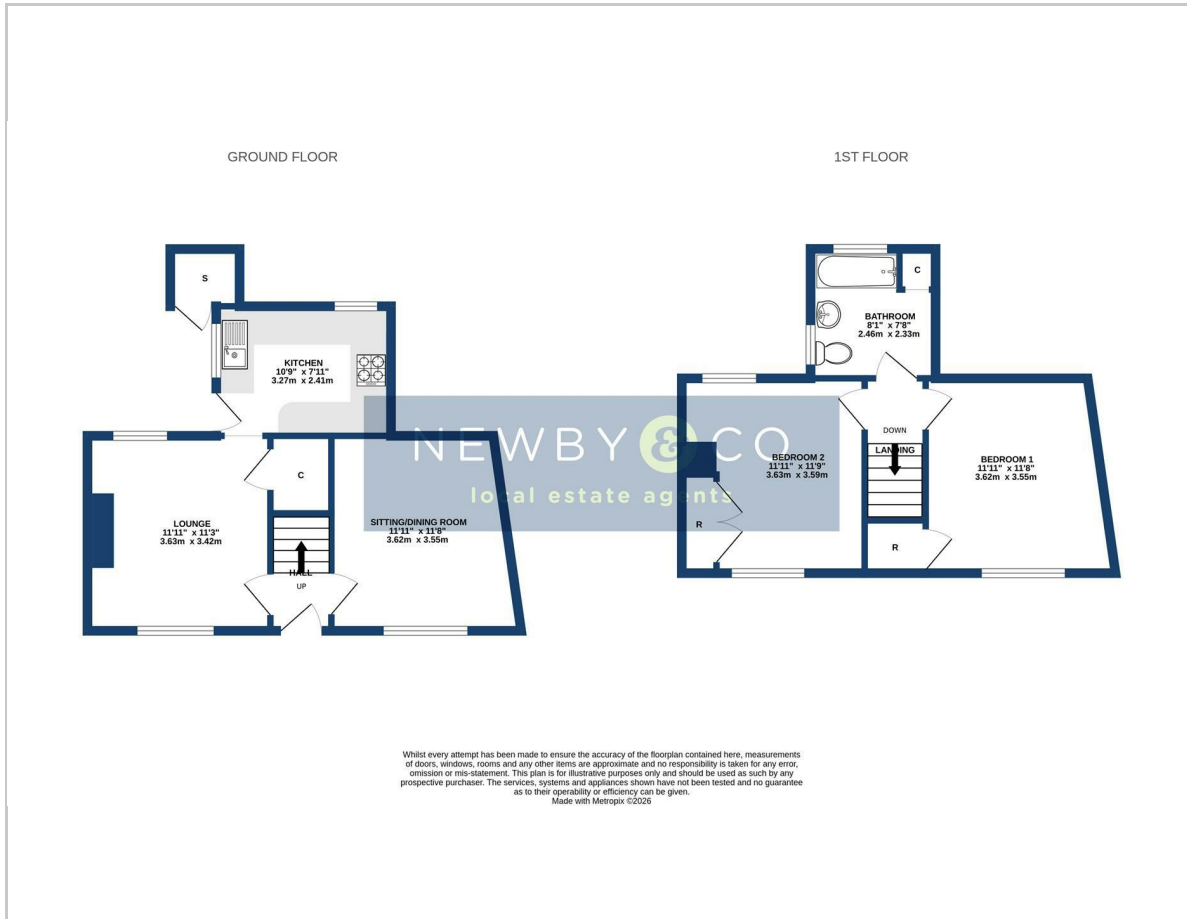 GROUND FLOOR
1ST FLOOR
S
KITCHEN
10'9" x 7'11"
3.27m x 2.41m
C
LOUNGE
11'11" x 11'3"
3.63m x 3.42m
HALL
UP
SITTING/DINING ROOM
11'11" x 11'8"
3.62m x 3.55m
C
BATHROOM
8'1" x 7'8"
2.46m x 2.33m
DOWN
LANDING
BEDROOM 2
11'11" x 11'9"
3.63m x 3.59m
R
R
BEDROOM 1
11'11" x 11'8"
3.62m x 3.55m
NEWBY & CO
local estate agents
Whilst every attempt has been made to ensure the accuracy of the floorplan contained here, measurements
of doors, windows, rooms and any other items are approximate and no responsibility is taken for any error,
omission or mis-statement. This plan is for illustrative purposes only and should be used as such by any
prospective purchaser. The services, systems and appliances shown have not been tested and no guarantee
as to their operability or efficiency can be given.
Made with Metropix ©2026